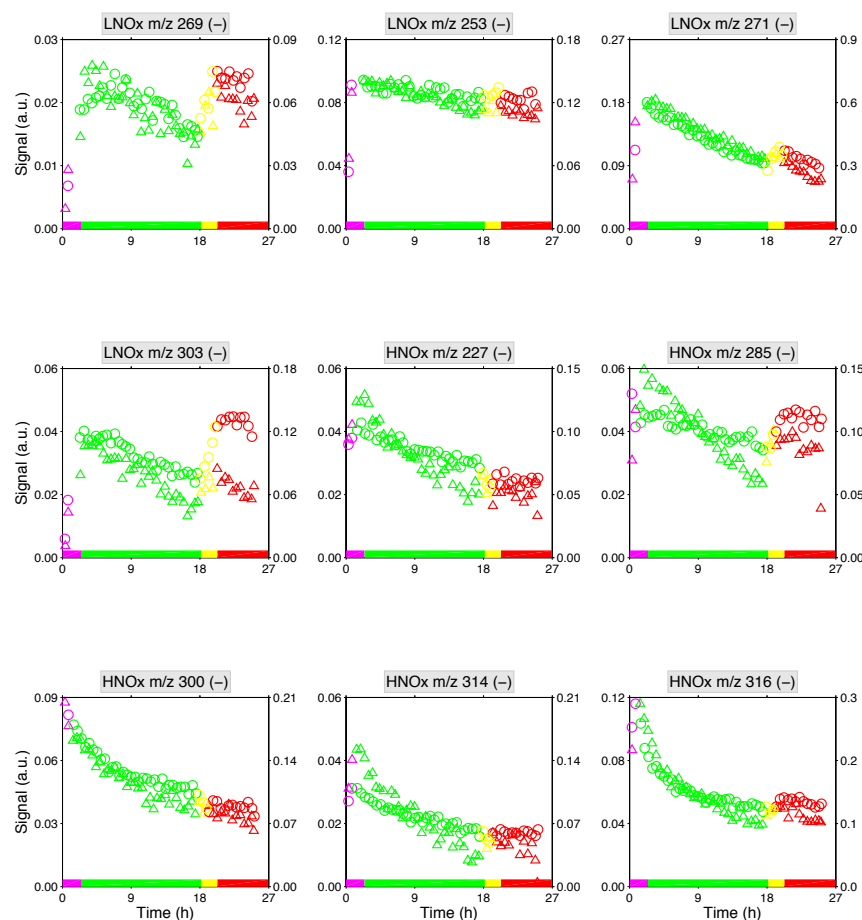 LNOx m/z 269 (−) LNOx m/z 253 (−) LNOx m/z 271 (−)
0.03 0.09 0.12 0.18 0.27 0.9
Signal (a.u.)
0.02 0.06 0.08 0.12 0.18 0.6
0.01 0.03 0.04 0.06 0.09 0.3
0.00 0.00 0.00 0.00 0.00 0.0
0 9 18 27 0 9 18 27 0 9 18 27
LNOx m/z 303 (−) HNOx m/z 227 (−) HNOx m/z 285 (−)
0.06 0.18 0.06 0.15 0.06 0.15
Signal (a.u.)
0.04 0.12 0.04 0.10 0.04 0.10
0.02 0.06 0.02 0.05 0.02 0.05
0.00 0.00 0.00 0.00 0.00 0.00
0 9 18 27 0 9 18 27 0 9 18 27
HNOx m/z 300 (−) HNOx m/z 314 (−) HNOx m/z 316 (−)
0.09 0.21 0.06 0.21 0.12 0.3
Signal (a.u.)
0.06 0.14 0.04 0.14 0.08 0.2
0.03 0.07 0.02 0.07 0.04 0.1
0.00 0.00 0.00 0.00 0.00 0.0
0 9 18 27 0 9 18 27 0 9 18 27
Time (h) Time (h) Time (h)